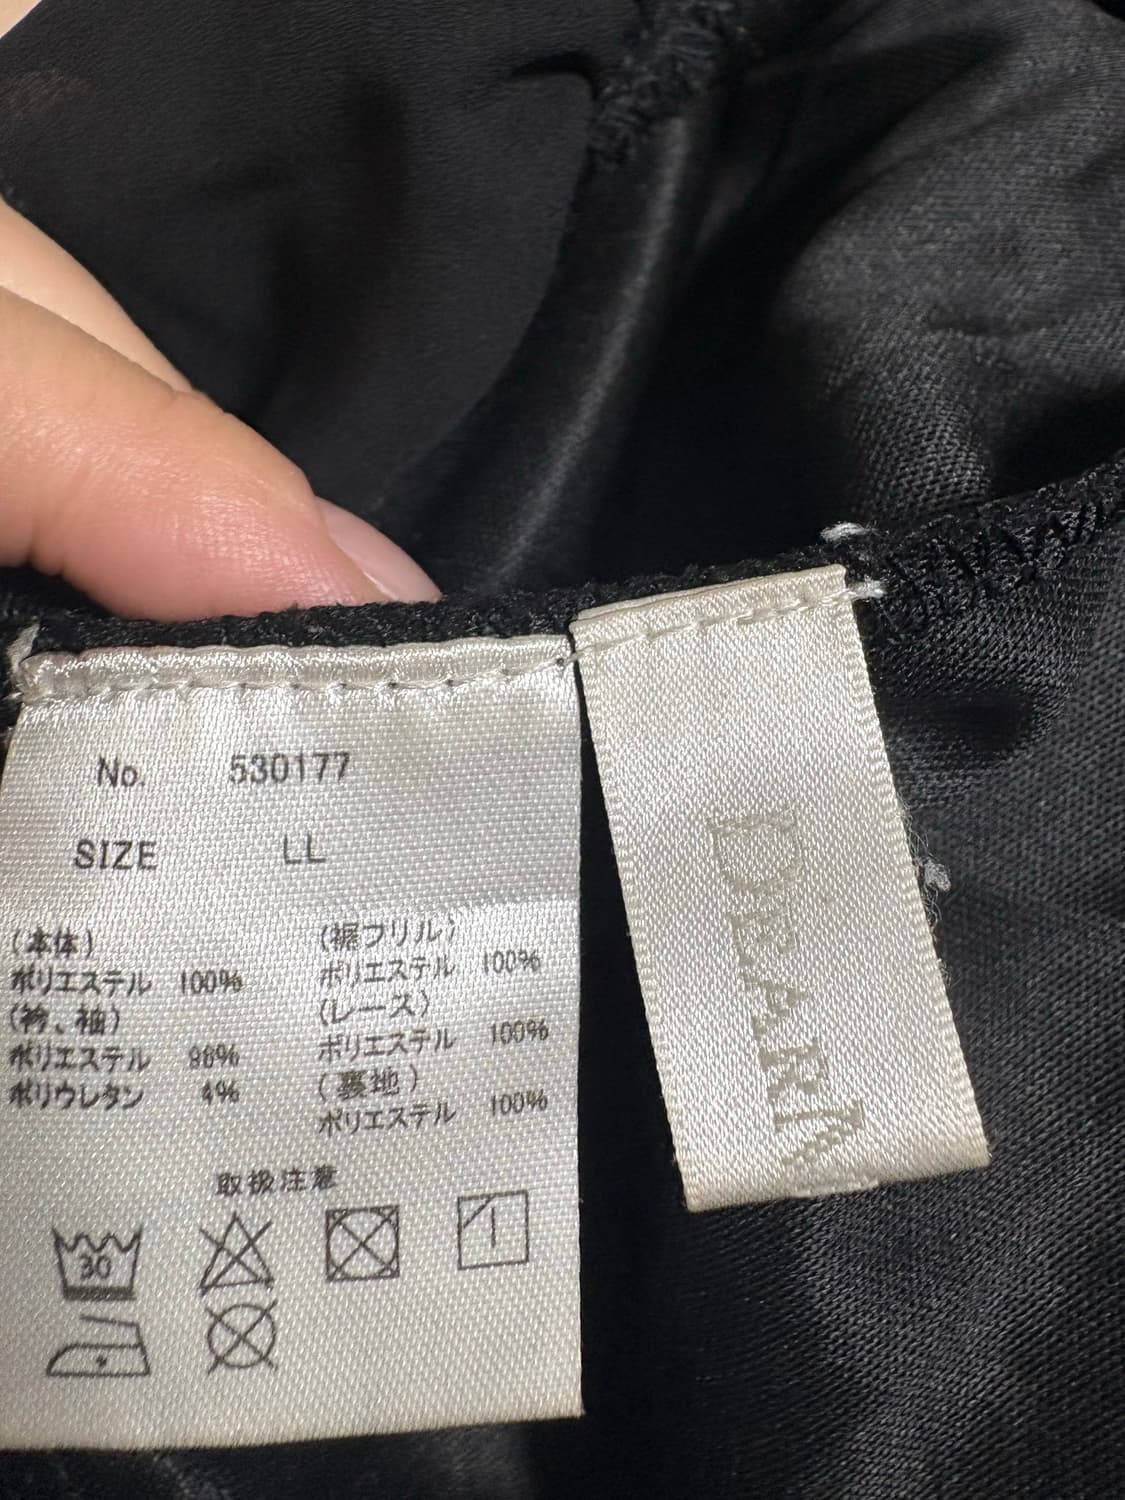 No. 530177
SIZE LL
(本体)
ポリエステル 100%
(衿、袖)
ポリエステル 96%
ポリウレタン 4%
(裾フリル)
ポリエステル 100%
(レース)
ポリエステル 100%
(裏地)
ポリエステル 100%
取扱注意
30
DEARA